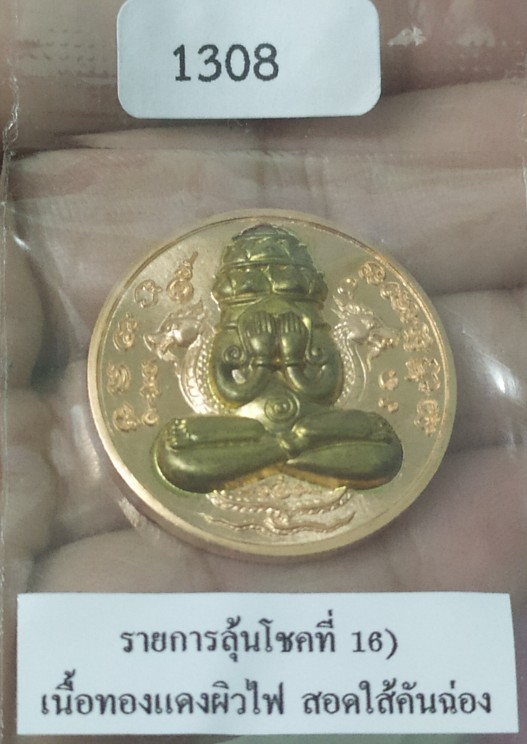 1308
รายการลุ้นโชคที่ 16)
เนื้อทองแดงผิวไฟ สอดไส้คันฉ่อง